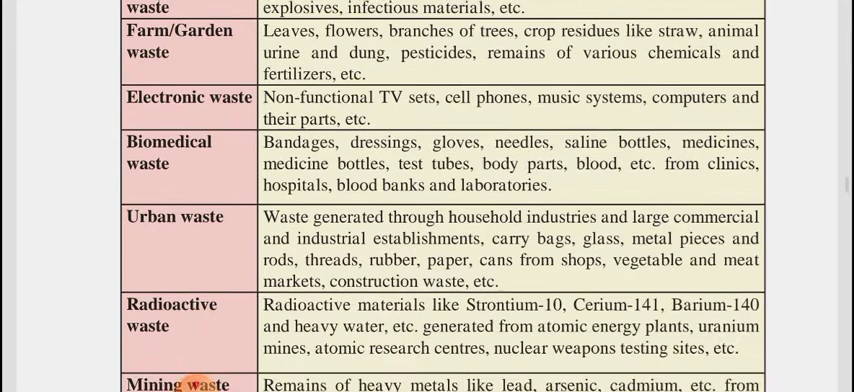 waste
explosives, infectious materials, etc.
Farm/Garden
waste
Leaves, flowers, branches of trees, crop residues like straw, animal
urine and dung, pesticides, remains of various chemicals and
fertilizers, etc.
Electronic waste
Non-functional TV sets, cell phones, music systems, computers and
their parts, etc.
Biomedical
waste
Bandages, dressings, gloves, needles, saline bottles, medicines,
medicine bottles, test tubes, body parts, blood, etc. from clinics,
hospitals, blood banks and laboratories.
Urban waste
Waste generated through household industries and large commercial
and industrial establishments, carry bags, glass, metal pieces and
rods, threads, rubber, paper, cans from shops, vegetable and meat
markets, construction waste, etc.
Radioactive
waste
Radioactive materials like Strontium-10, Cerium-141, Barium-140
and heavy water, etc. generated from atomic energy plants, uranium
mines, atomic research centres, nuclear weapons testing sites, etc.
Mining waste
Remains of heavy metals like lead, arsenic, cadmium, etc. from